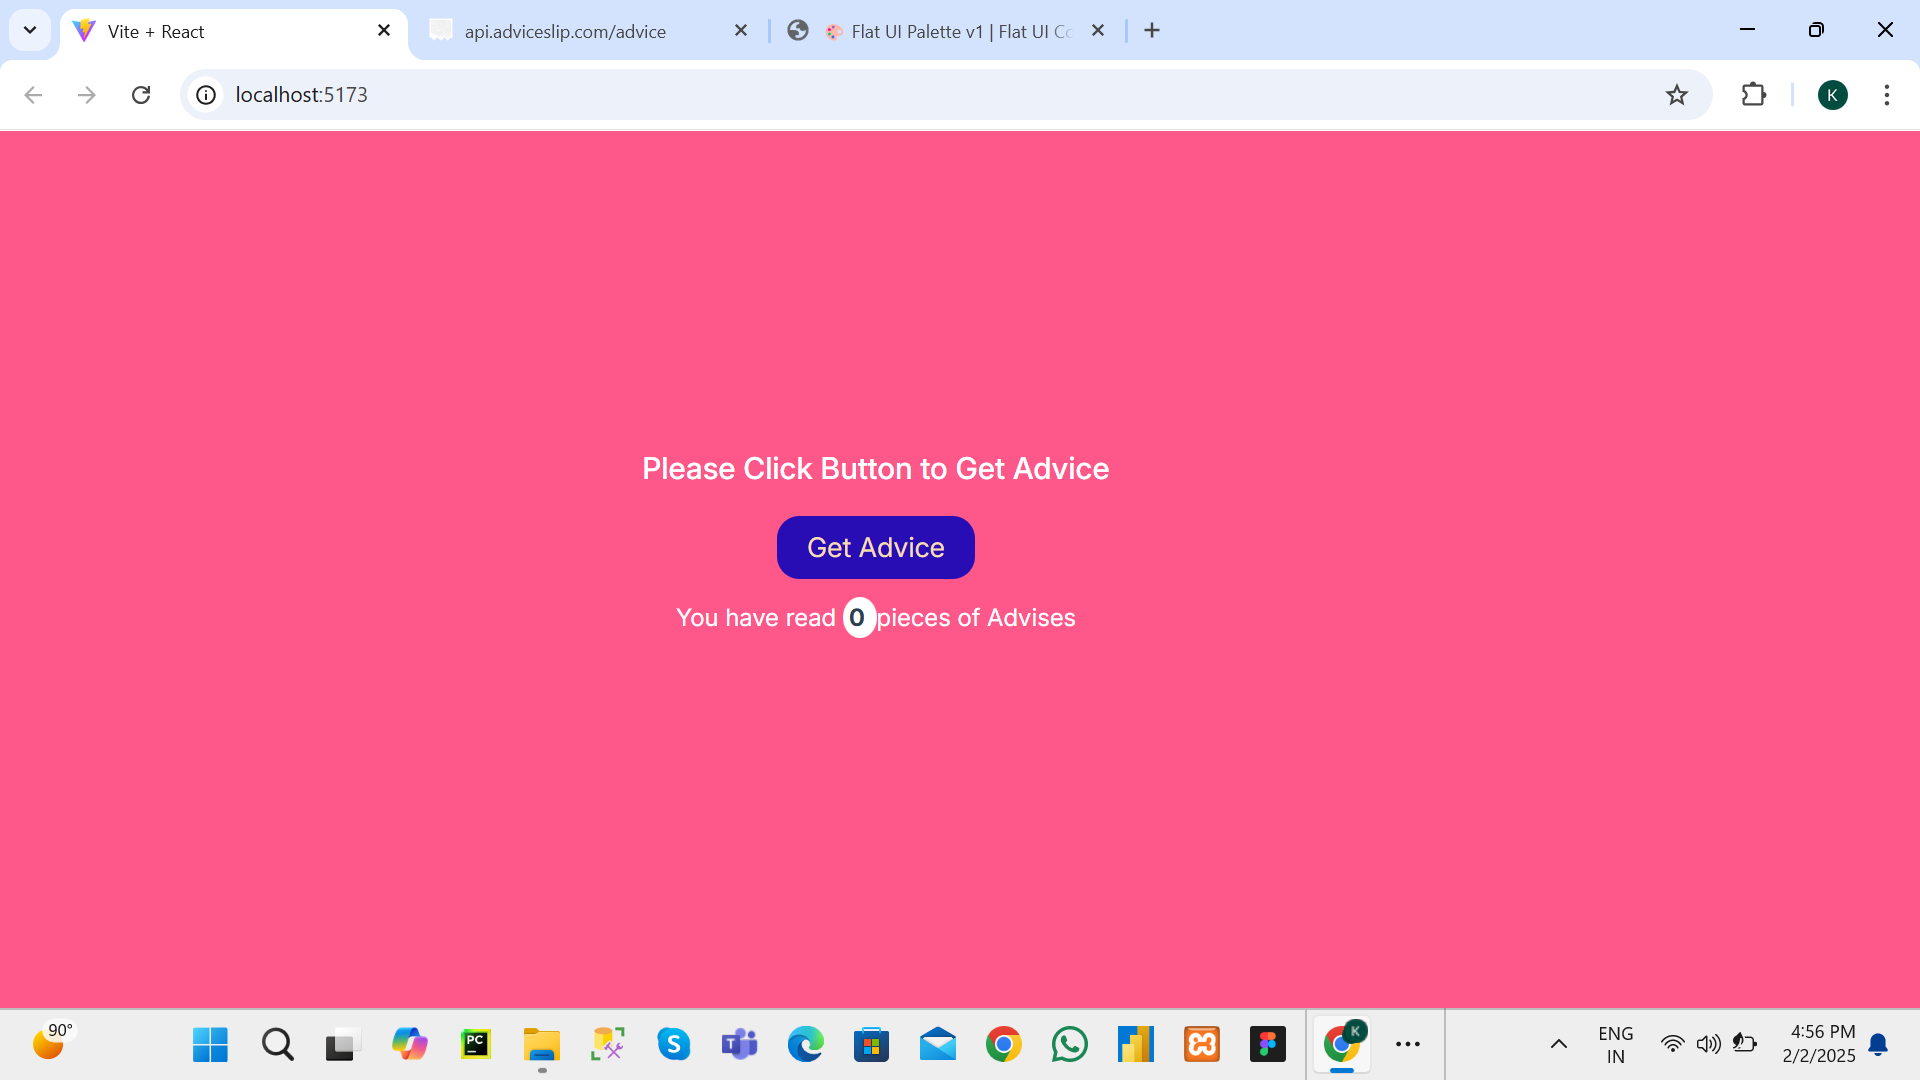 Vite + React
api.adviceslip.com/advice
Flat UI Palette v1 | Flat UI Co
localhost:5173
K
Please Click Button to Get Advice
Get Advice
You have read 0 pieces of Advises
90°
PC
S
T
K
ENG
IN
4:56 PM
2/2/2025